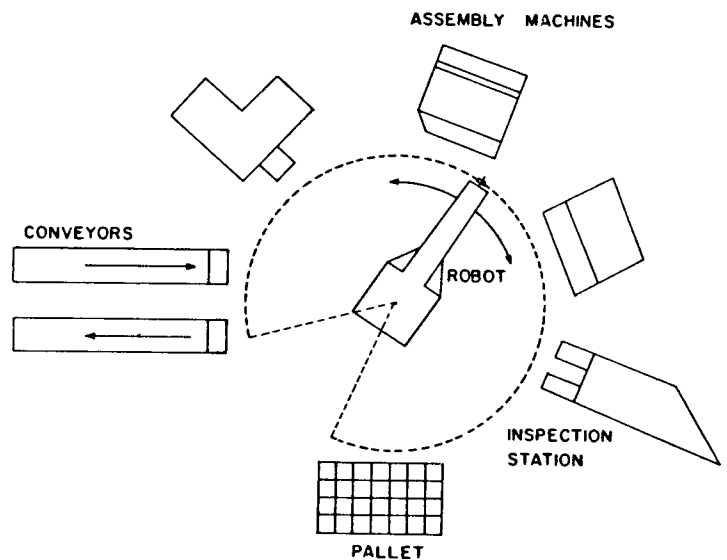 ASSEMBLY MACHINES
CONVEYORS
ROBOT
INSPECTION
STATION
PALLET